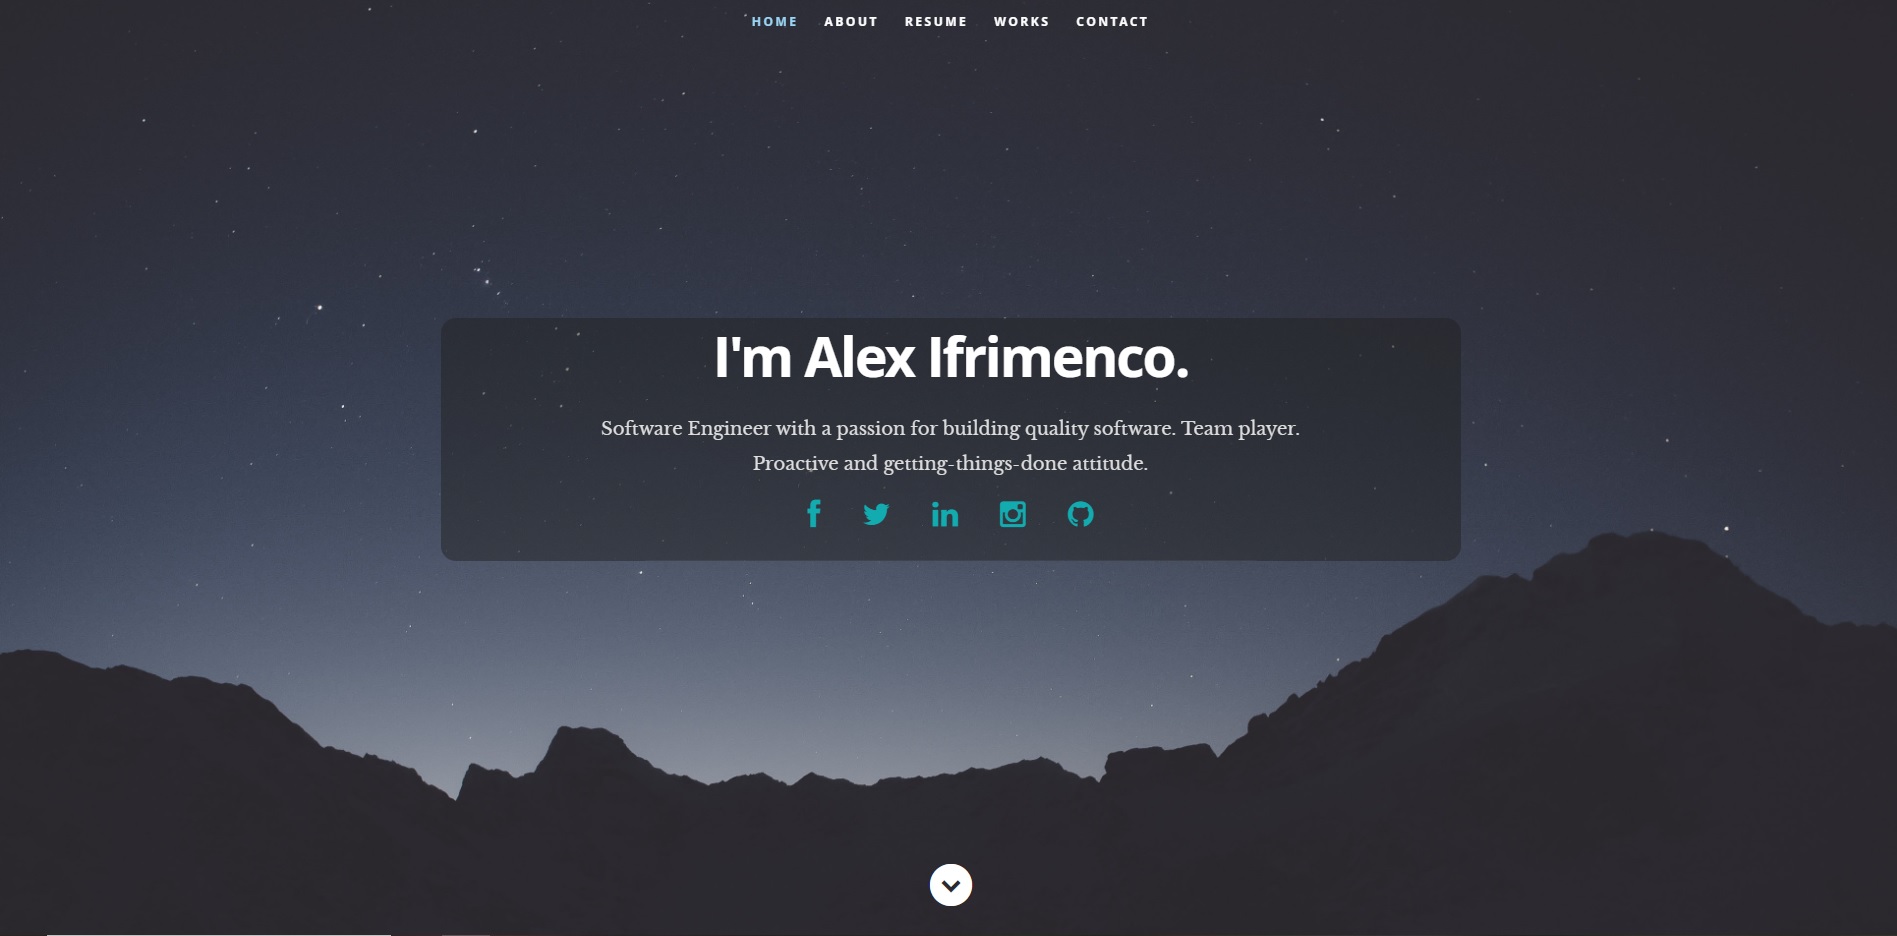 HOME ABOUT RESUME WORKS CONTACT
I'm Alex Ifrimenco.
Software Engineer with a passion for building quality software. Team player.
Proactive and getting-things-done attitude.